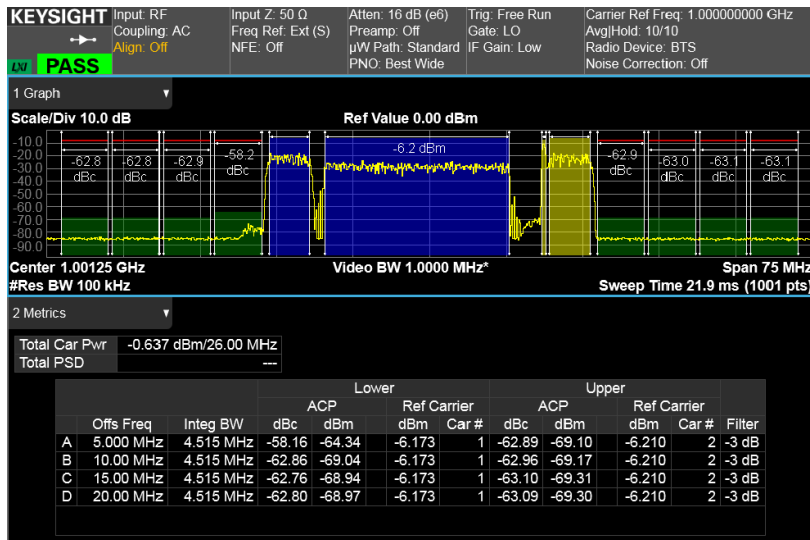 KEYSIGHT
LXI PASS
Input: RF
Coupling: AC
Align: Off
Input Z: 50 Ω
Freq Ref: Ext (S)
NFE: Off
Atten: 16 dB (e6)
Preamp: Off
µW Path: Standard
PNO: Best Wide
Trig: Free Run
Gate: LO
IF Gain: Low
Carrier Ref Freq: 1.000000000 GHz
Avg|Hold: 10/10
Radio Device: BTS
Noise Correction: Off
1 Graph
Scale/Div 10.0 dB Ref Value 0.00 dBm
-10.0
-20.0
-30.0
-40.0
-50.0
-60.0
-70.0
-80.0
-90.0
-62.8 dBc
-62.8 dBc
-62.9 dBc
-58.2 dBc
-6.2 dBm
-62.9 dBc
-63.0 dBc
-63.1 dBc
-63.1 dBc
Center 1.00125 GHz Video BW 1.0000 MHz* Span 75 MHz
#Res BW 100 kHz Sweep Time 21.9 ms (1001 pts)
2 Metrics
Total Car Pwr -0.637 dBm/26.00 MHz
Total PSD ---
Lower Upper
ACP Ref Carrier ACP Ref Carrier
Offs Freq Integ BW dBc dBm dBm Car # dBc dBm dBm Car # Filter
A 5.000 MHz 4.515 MHz -58.16 -64.34 -6.173 1 -62.89 -69.10 -6.210 2 -3 dB
B 10.00 MHz 4.515 MHz -62.86 -69.04 -6.173 1 -62.96 -69.17 -6.210 2 -3 dB
C 15.00 MHz 4.515 MHz -62.76 -68.94 -6.173 1 -63.10 -69.31 -6.210 2 -3 dB
D 20.00 MHz 4.515 MHz -62.80 -68.97 -6.173 1 -63.09 -69.30 -6.210 2 -3 dB